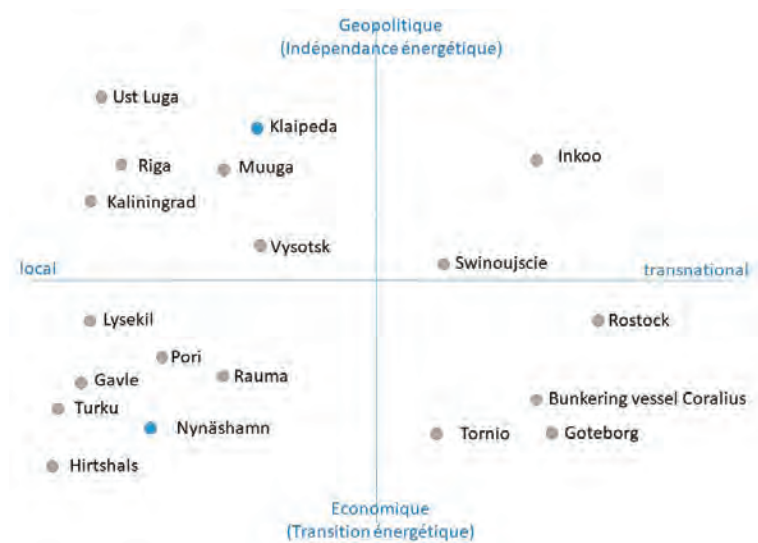 Geopolitique
(Indépendance énergétique)
Ust Luga
Klaipeda
Inkoo
Riga
Muuga
Kaliningrad
Vysotsk
Swinoujscie
local
transnational
Lysekil
Rostock
Pori
Rauma
Gavle
Bunkering vessel Coralius
Turku
Nynäshamn
Tornio
Goteborg
Hirtshals
Economique
(Transition énergétique)